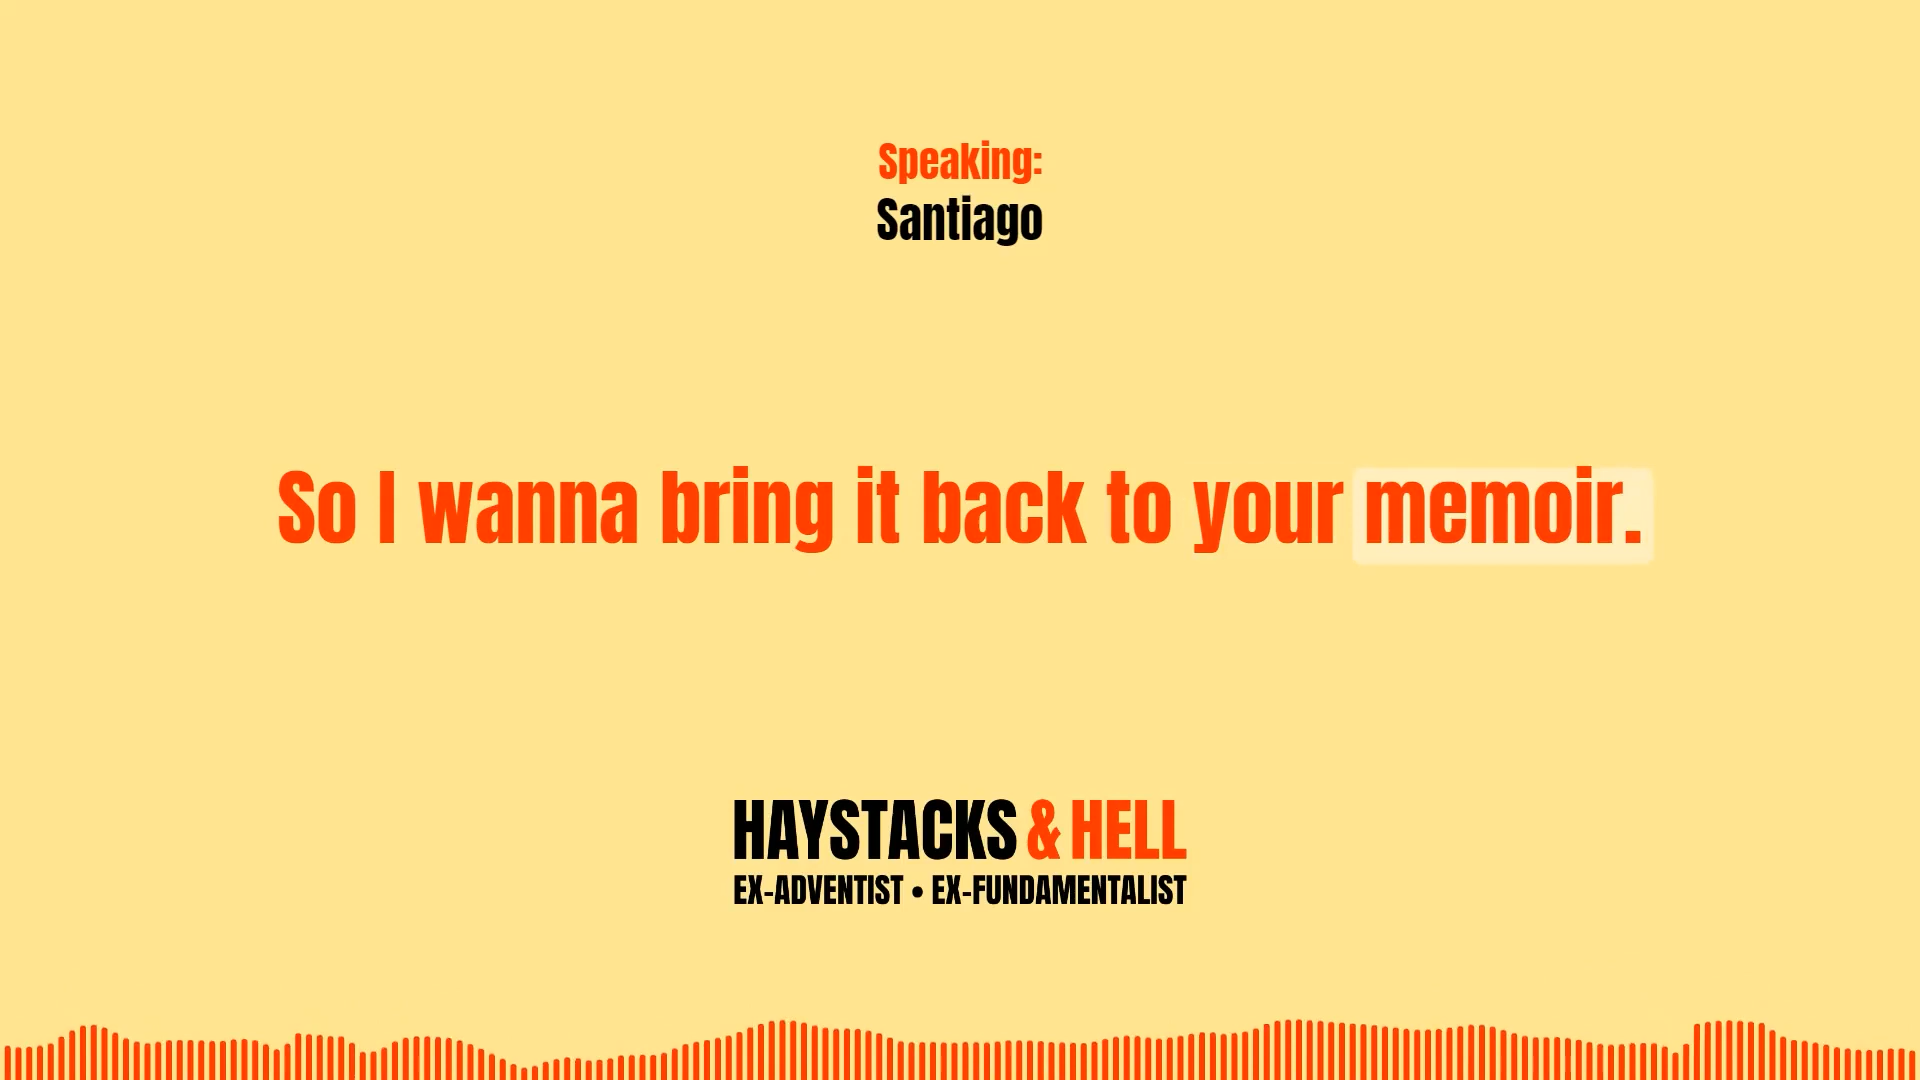 Speaking:
Santiago
So I wanna bring it back to your memoir.
HAYSTACKS & HELL
EX-ADVENTIST • EX-FUNDAMENTALIST